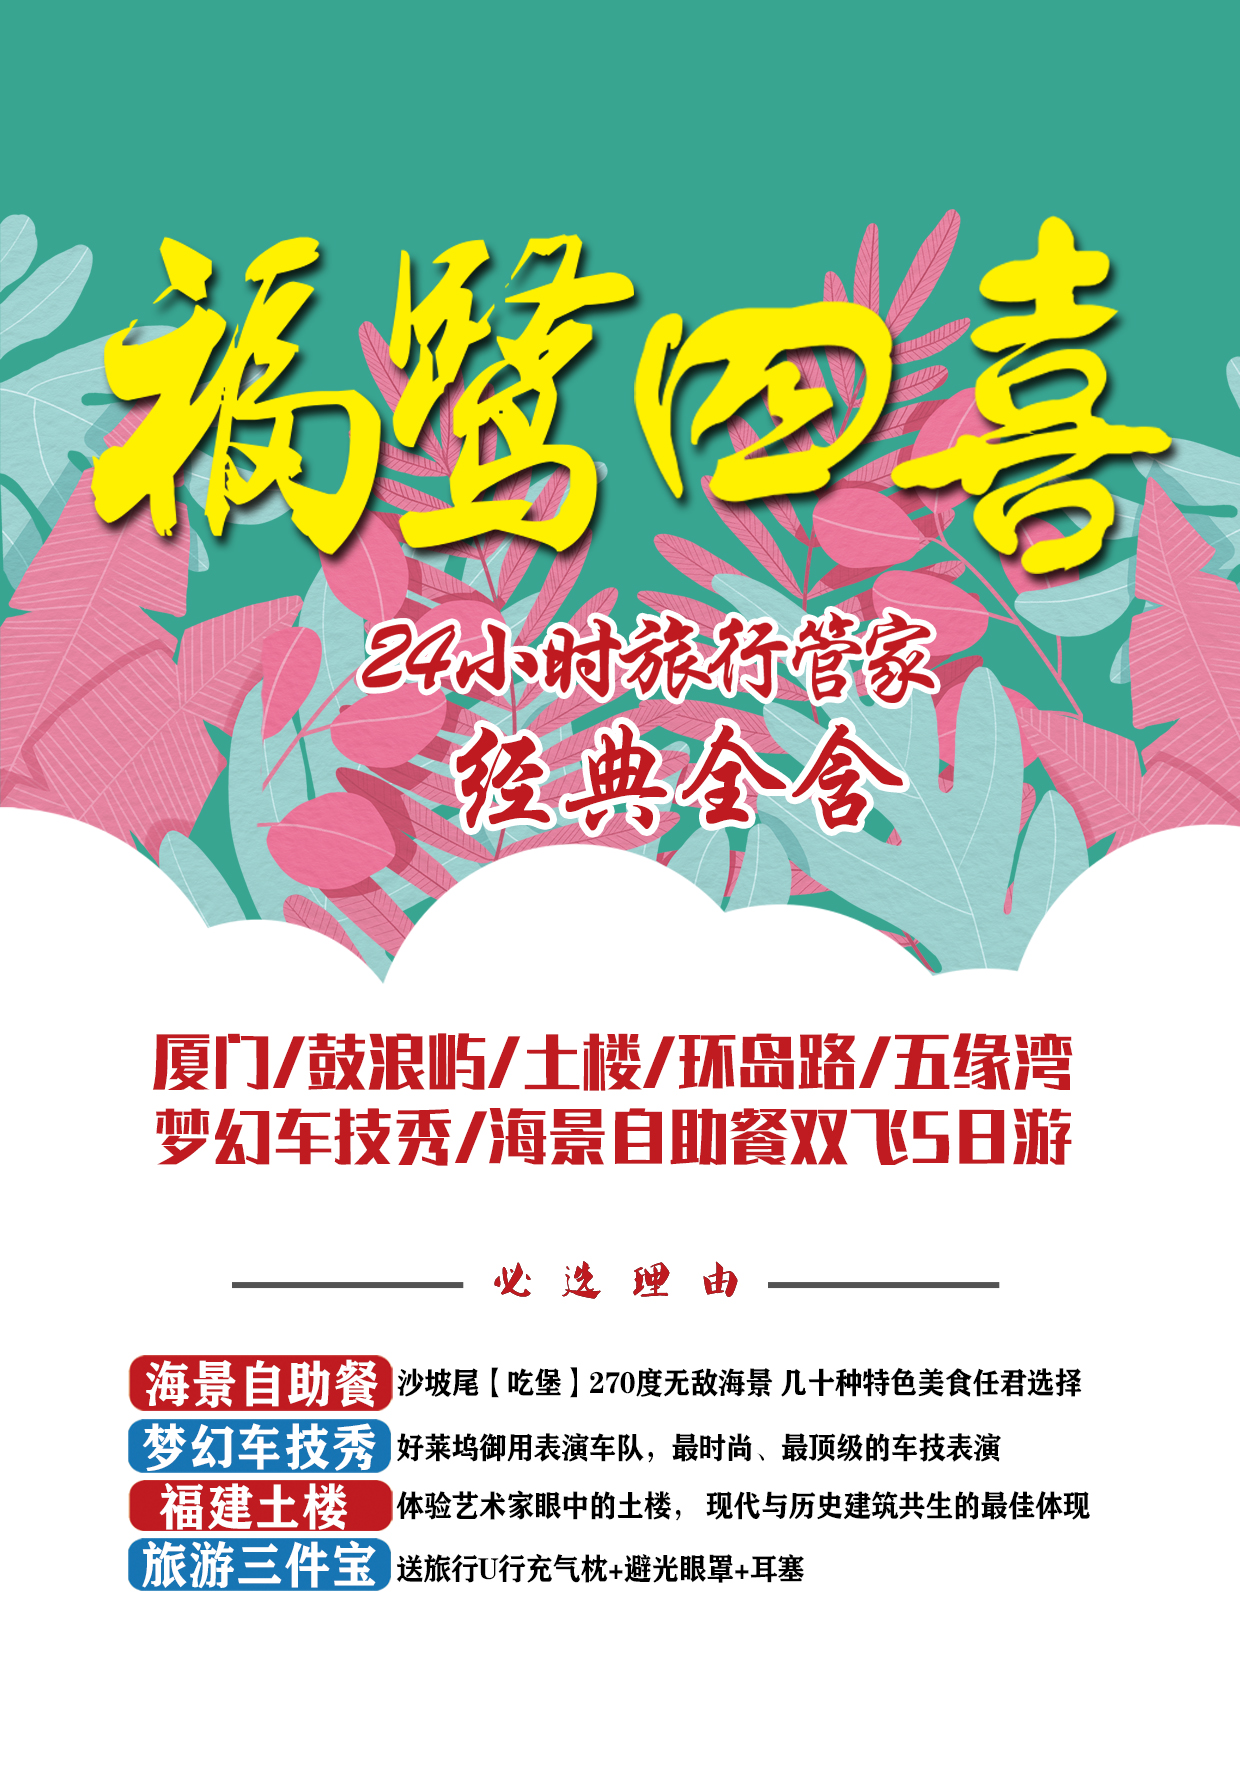 福鹭四喜
24小时旅行管家
经典全含
厦门/鼓浪屿/土楼/环岛路/五缘湾
梦幻车技秀/海景自助餐双飞5日游
必选理由
海景自助餐 沙坡尾【吃堡】270度无敌海景 几十种特色美食任君选择
梦幻车技秀 好莱坞御用表演车队，最时尚、最顶级的车技表演
福建土楼 体验艺术家眼中的土楼， 现代与历史建筑共生的最佳体现
旅游三件宝 送旅行U行充气枕+避光眼罩+耳塞